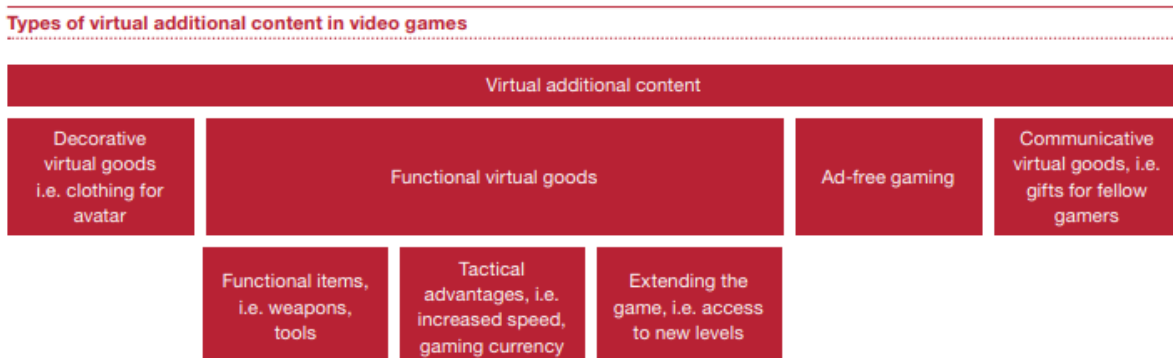 Types of virtual additional content in video games
Virtual additional content
Decorative
virtual goods
i.e. clothing for
avatar
Functional virtual goods
Ad-free gaming
Communicative
virtual goods, i.e.
gifts for fellow
gamers
Functional items,
i.e. weapons,
tools
Tactical
advantages, i.e.
increased speed,
gaming currency
Extending the
game, i.e. access
to new levels